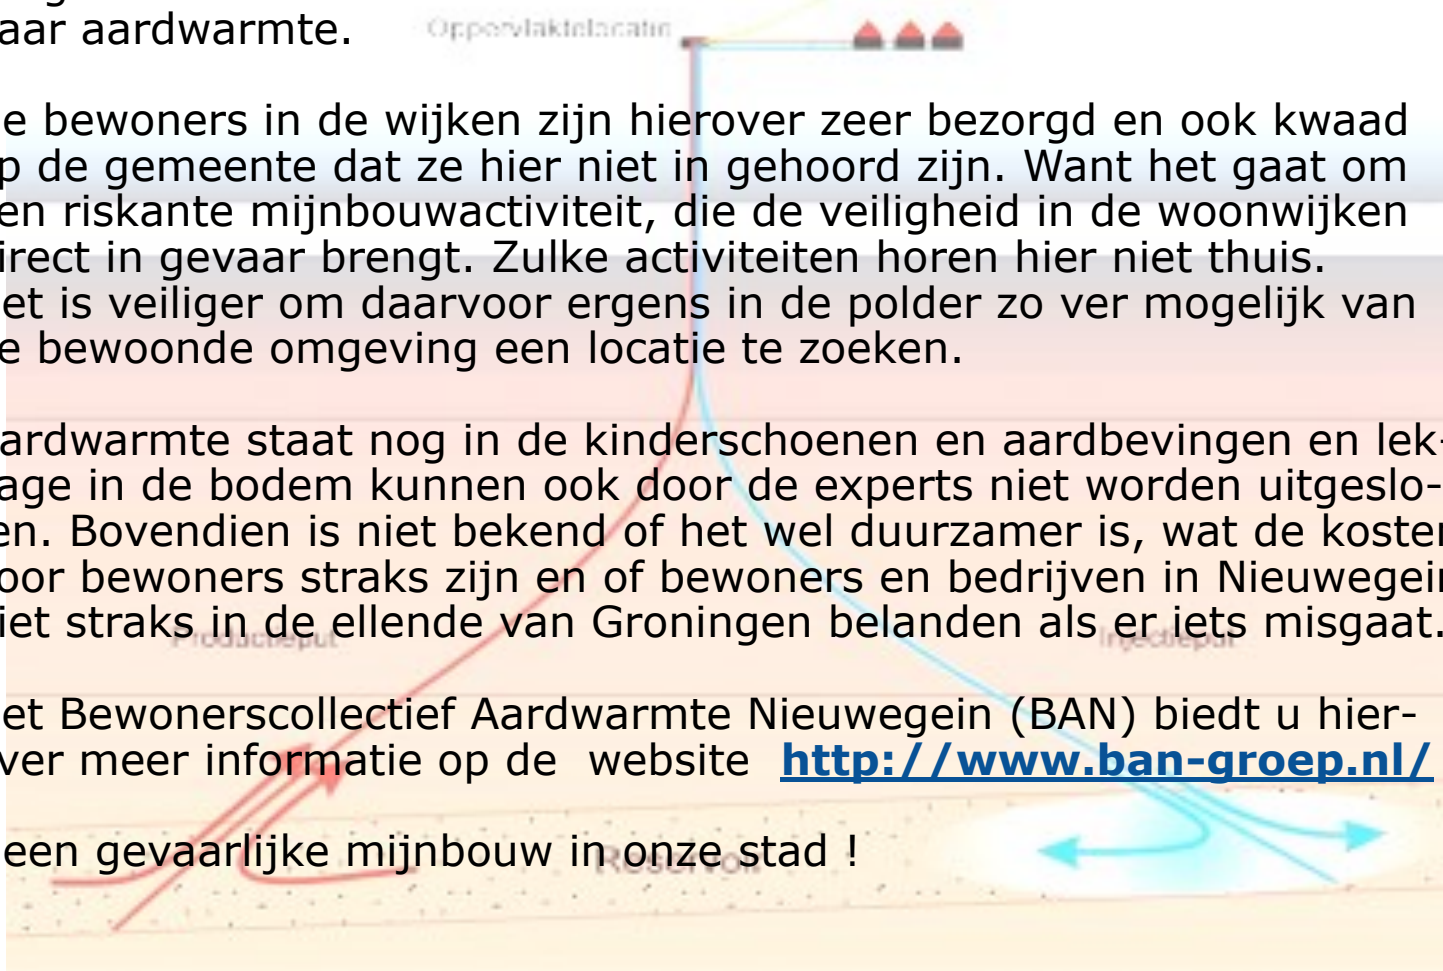 aar aardwarmte.
Oppervlaktelocatie
e bewoners in de wijken zijn hierover zeer bezorgd en ook kwaad
p de gemeente dat ze hier niet in gehoord zijn. Want het gaat om
en riskante mijnbouwactiviteit, die de veiligheid in de woonwijken
irect in gevaar brengt. Zulke activiteiten horen hier niet thuis.
et is veiliger om daarvoor ergens in de polder zo ver mogelijk van
e bewoonde omgeving een locatie te zoeken.
ardwarmte staat nog in de kinderschoenen en aardbevingen en lek-
age in de bodem kunnen ook door de experts niet worden uitgeslo-
en. Bovendien is niet bekend of het wel duurzamer is, wat de koster
oor bewoners straks zijn en of bewoners en bedrijven in Nieuwegein
iet straks in de ellende van Groningen belanden als er iets misgaat.
Productieput
Injectieput
et Bewonerscollectief Aardwarmte Nieuwegein (BAN) biedt u hier-
ver meer informatie op de website http://www.ban-groep.nl/
een gevaarlijke mijnbouw in onze stad !
Reservoir